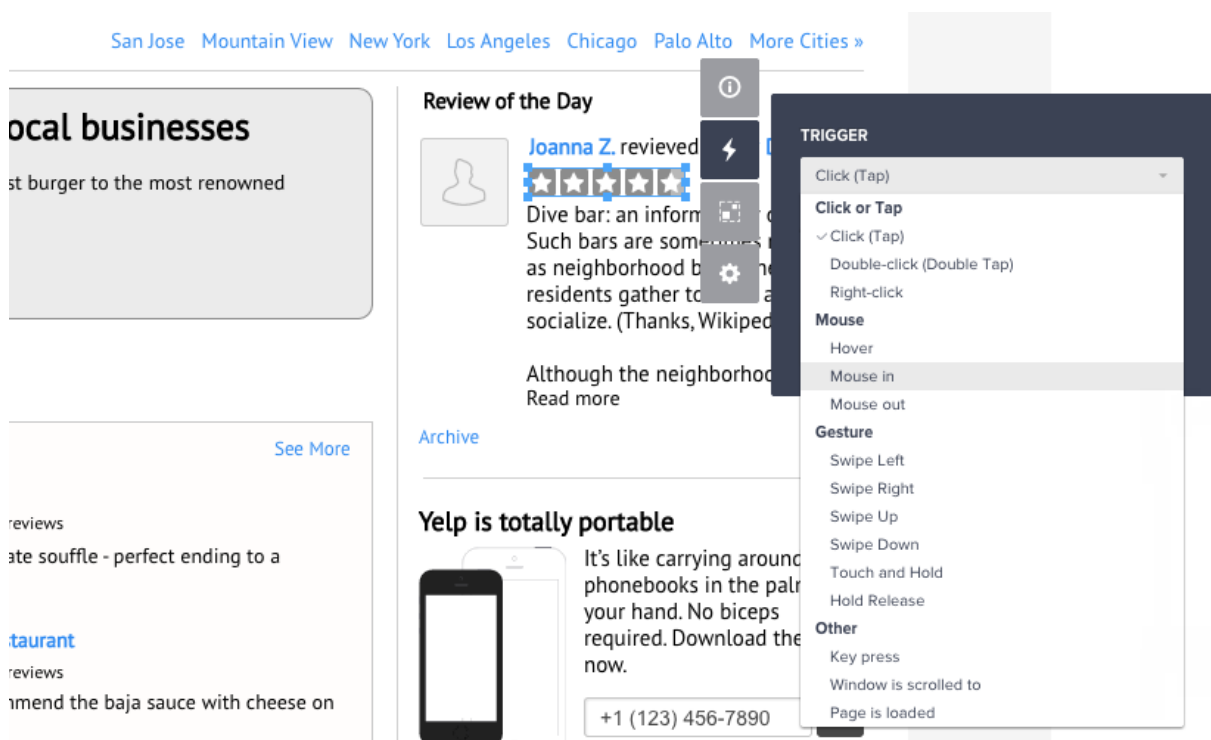 San Jose Mountain View New York Los Angeles Chicago Palo Alto More Cities »
ocal businesses
st burger to the most renowned
Review of the Day
Joanna Z. revieved
Dive bar: an inform
Such bars are sometimes
as neighborhood b
residents gather to
socialize. (Thanks, Wikiped
Although the neighborhoo
Read more
Archive
See More
reviews
ate souffle - perfect ending to a
taurant
reviews
mmend the baja sauce with cheese on
Yelp is totally portable
It's like carrying around
phonebooks in the palm
your hand. No biceps
required. Download the
now.
+1 (123) 456-7890
TRIGGER
Click (Tap)
Click or Tap
Click (Tap)
Double-click (Double Tap)
Right-click
Mouse
Hover
Mouse in
Mouse out
Gesture
Swipe Left
Swipe Right
Swipe Up
Swipe Down
Touch and Hold
Hold Release
Other
Key press
Window is scrolled to
Page is loaded